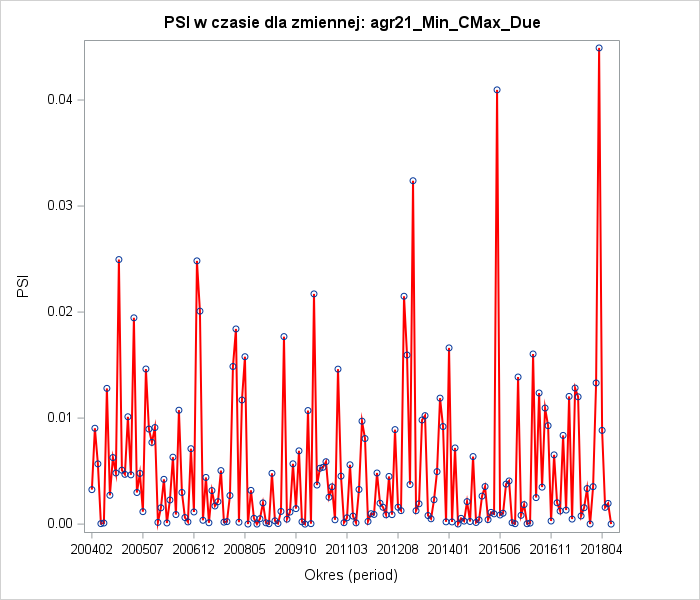 PSI w czasie dla zmiennej: agr21_Min_CMax_Due
0.04
0.03
0.02
0.01
0.00
PSI
200402 200507 200612 200805 200910 201103 201208 201401 201506 201611 201804
Okres (period)